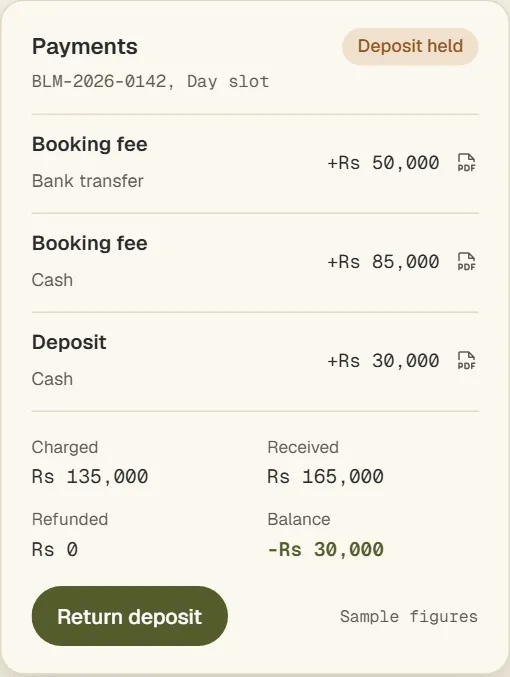 Payments
Deposit held
BLM-2026-0142, Day slot
Booking fee
Bank transfer
+Rs 50,000
PDF
Booking fee
Cash
+Rs 85,000
PDF
Deposit
Cash
+Rs 30,000
PDF
Charged
Rs 135,000
Received
Rs 165,000
Refunded
Rs 0
Balance
-Rs 30,000
Return deposit
Sample figures